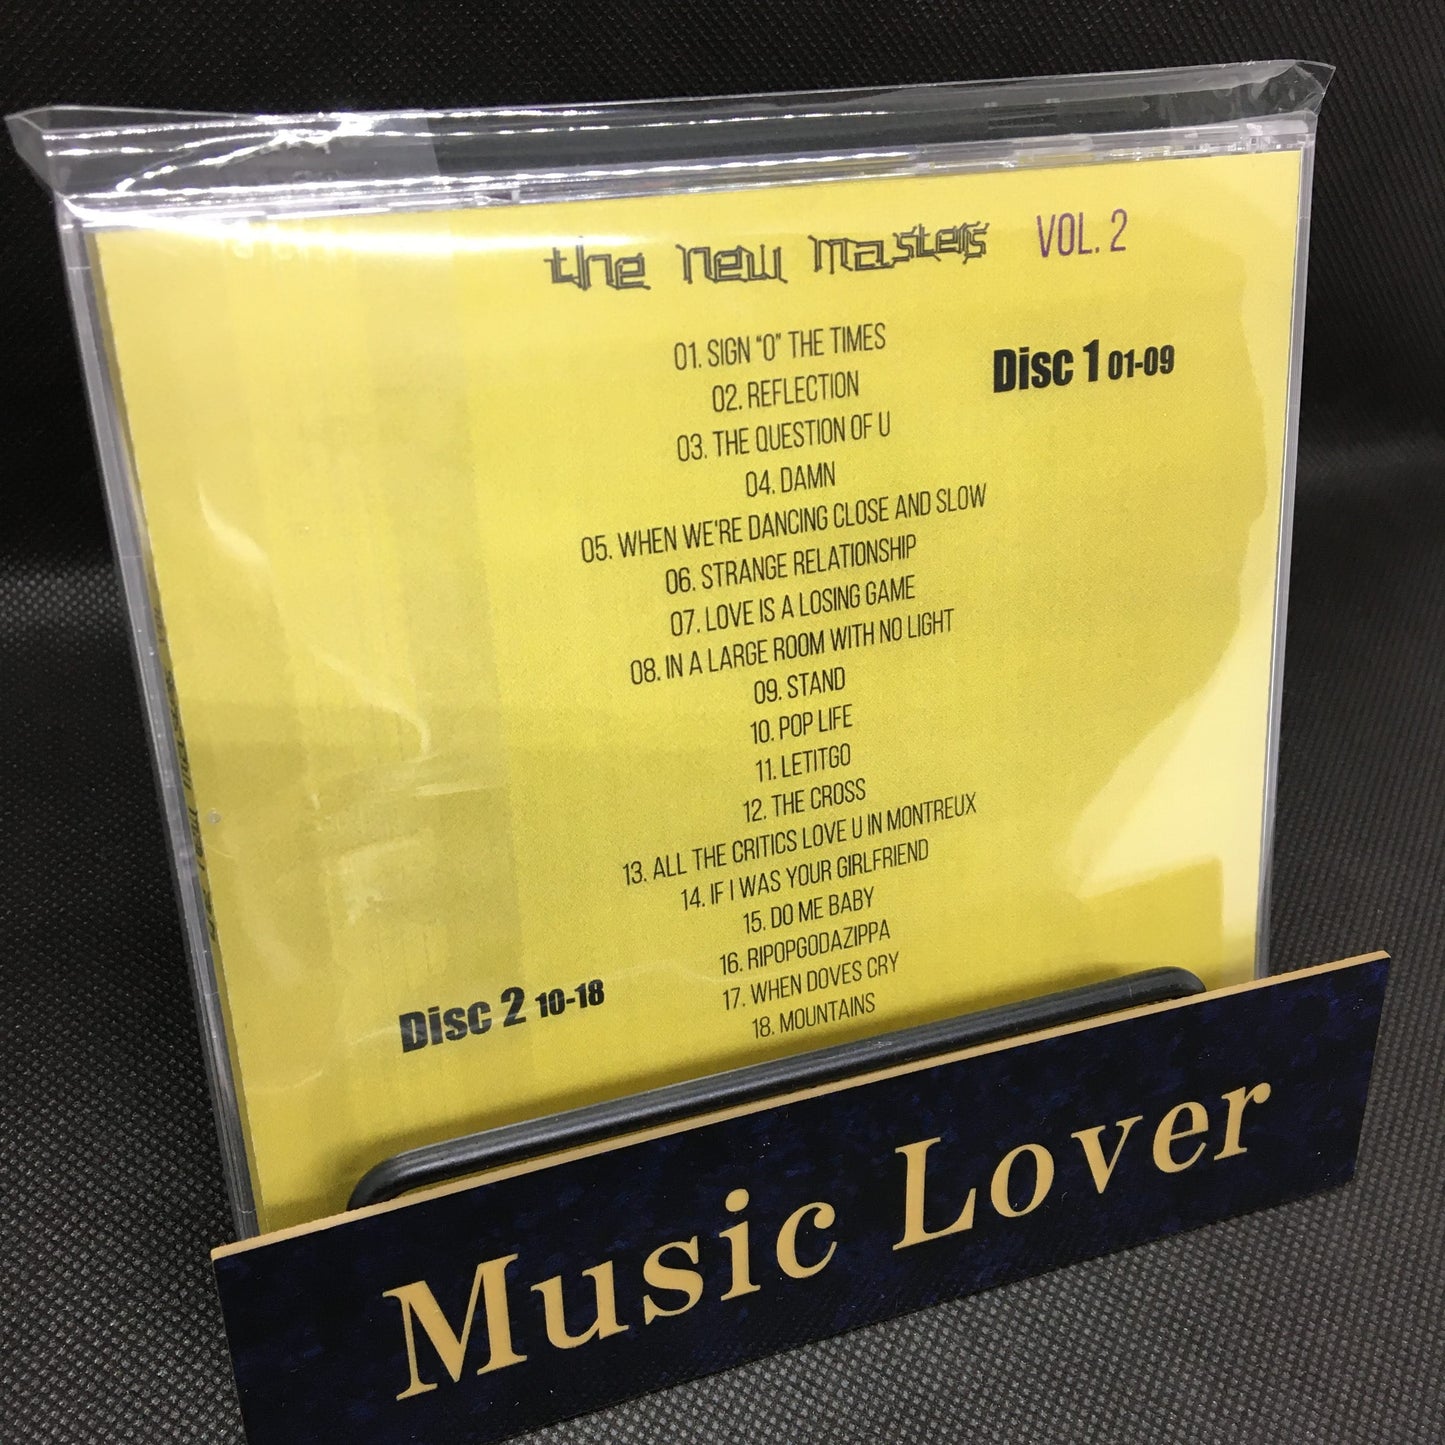 the new masters VOL. 2
01. SIGN "O" THE TIMES
Disc 1 01-09
02. REFLECTION
03. THE QUESTION OF U
04. DAMN
05. WHEN WE'RE DANCING CLOSE AND SLOW
06. STRANGE RELATIONSHIP
07. LOVE IS A LOSING GAME
08. IN A LARGE ROOM WITH NO LIGHT
09. STAND
10. POP LIFE
11. LETITGO
12. THE CROSS
13. ALL THE CRITICS LOVE U IN MONTREUX
14. IF I WAS YOUR GIRLFRIEND
15. DO ME BABY
16. RIPOPGODAZIPPA
17. WHEN DOVES CRY
18. MOUNTAINS
Disc 2 10-18
Music Lover